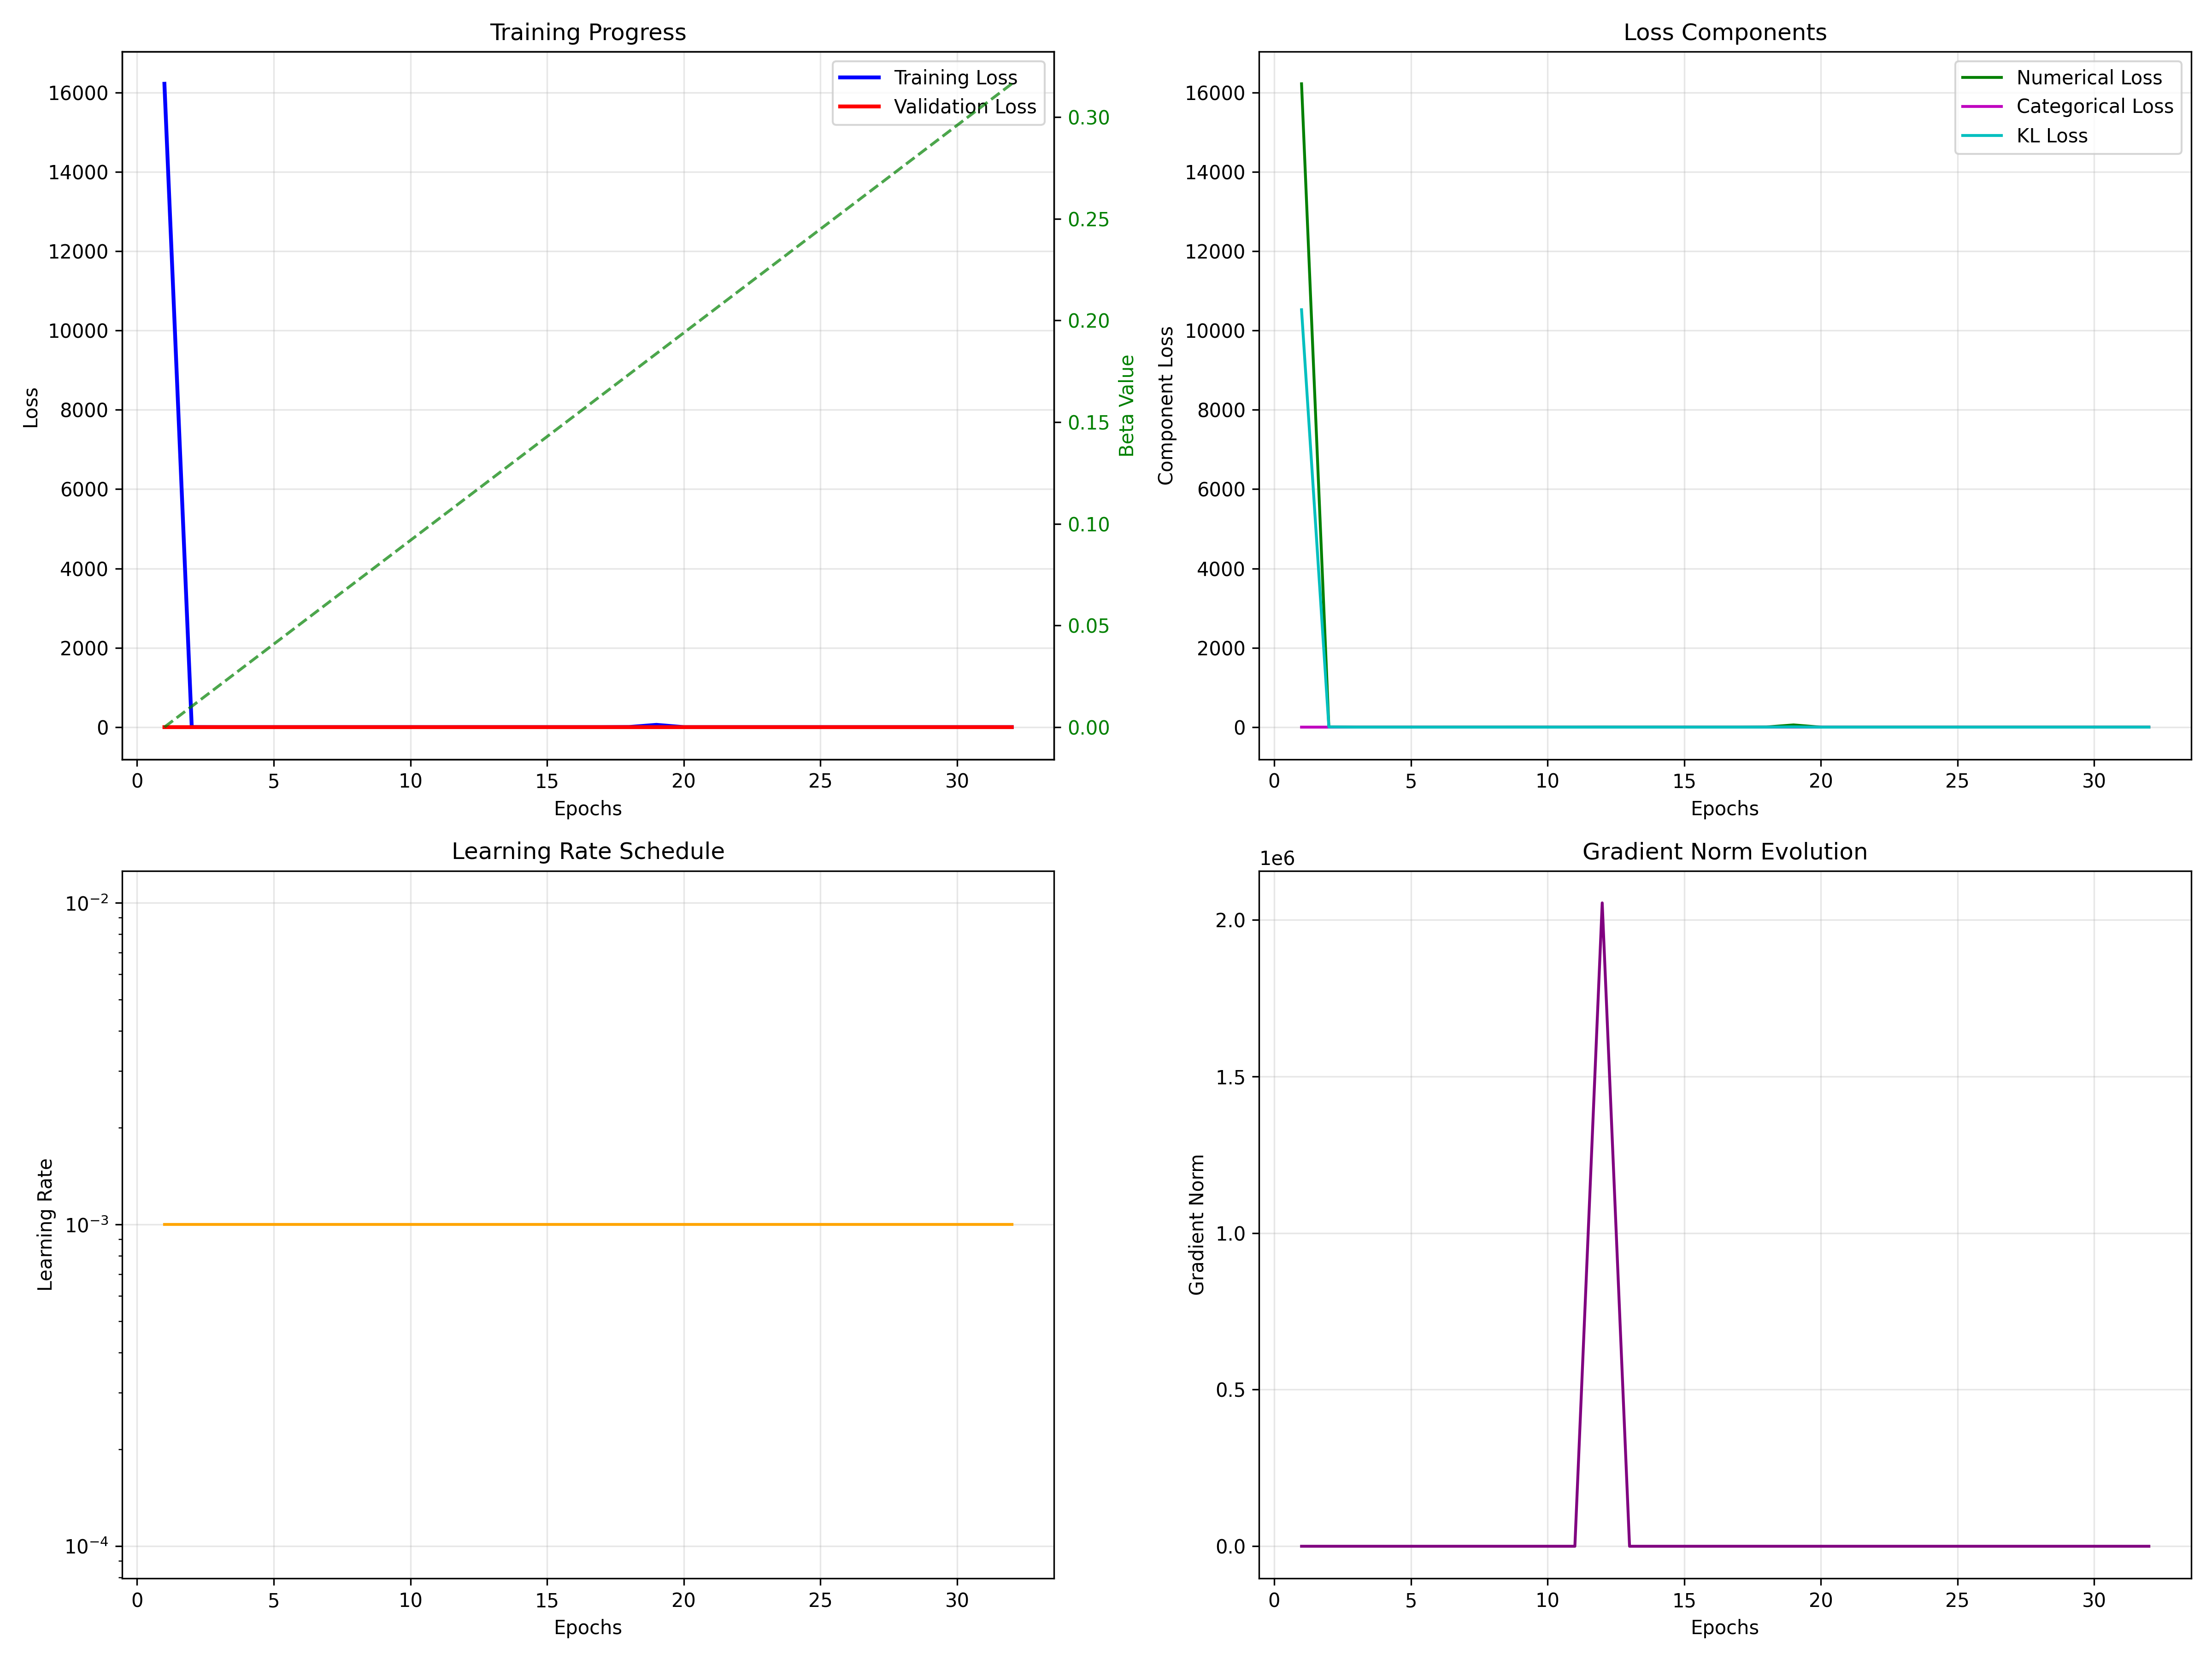 Training Progress
Training Loss
Validation Loss
16000
14000
12000
10000
8000
6000
4000
2000
0
Loss
0.30
0.25
0.20
0.15
0.10
0.05
0.00
Beta Value
0 5 10 15 20 25 30
Epochs
Loss Components
Numerical Loss
Categorical Loss
KL Loss
16000
14000
12000
10000
8000
6000
4000
2000
0
Component Loss
0 5 10 15 20 25 30
Epochs
Learning Rate Schedule
10⁻²
10⁻³
10⁻⁴
Learning Rate
0 5 10 15 20 25 30
Epochs
Gradient Norm Evolution
1e6
2.0
1.5
1.0
0.5
0.0
Gradient Norm
0 5 10 15 20 25 30
Epochs